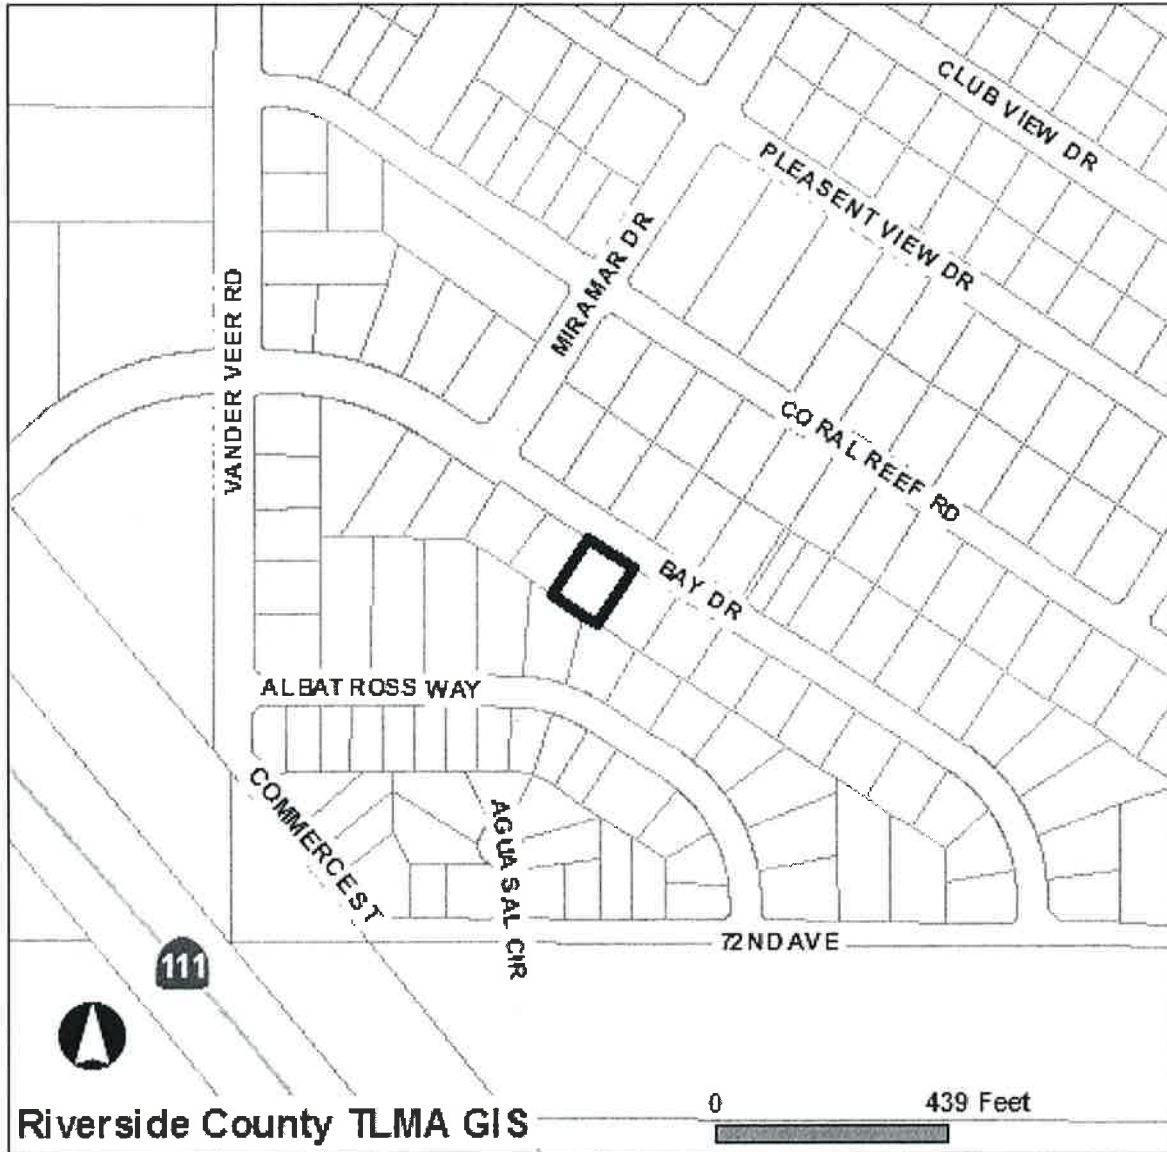 CLUB VIEW DR
PLEASENT VIEW DR
MIRAMAR DR
VANDER VEER RD
CORAL REEF RD
BAY DR
ALBATROSS WAY
COMMERCE ST
AGUA SAL CIR
72ND AVE
111
0 439 Feet
Riverside County TLMA GIS